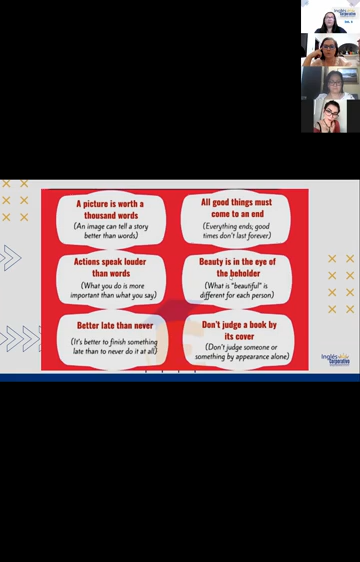 Inglés
Corporativo
A picture is worth a
thousand words
(An image can tell a story
better than words)
All good things must
come to an end
(Everything ends; good
times don't last forever)
Actions speak louder
than words
(What you do is more
important than what you say)
Beauty is in the eye of
the beholder
(What is "beautiful" is
different for each person)
Better late than never
(It's better to finish something
late than to never do it at all)
Don't judge a book by
its cover
(Don't judge someone or
something by appearance alone)
Inglés
Corporativo